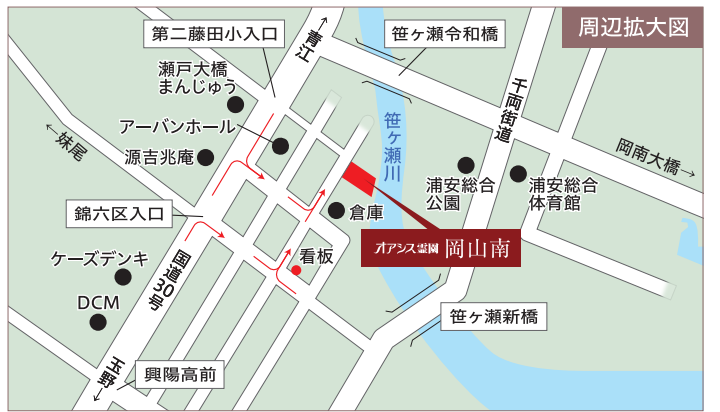 周辺拡大図
第二藤田小入口
↑青江
笹ヶ瀬令和橋
瀬戸大橋
まんじゅう
千両街道
アーバンホール
笹ヶ瀬川
←妹尾
源吉兆庵
岡南大橋→
浦安総合
公園
浦安総合
体育館
錦六区入口
倉庫
オアシス霊園 岡山南
国道30号
看板
ケーズデンキ
DCM
笹ヶ瀬新橋
玉野
↓
興陽高前